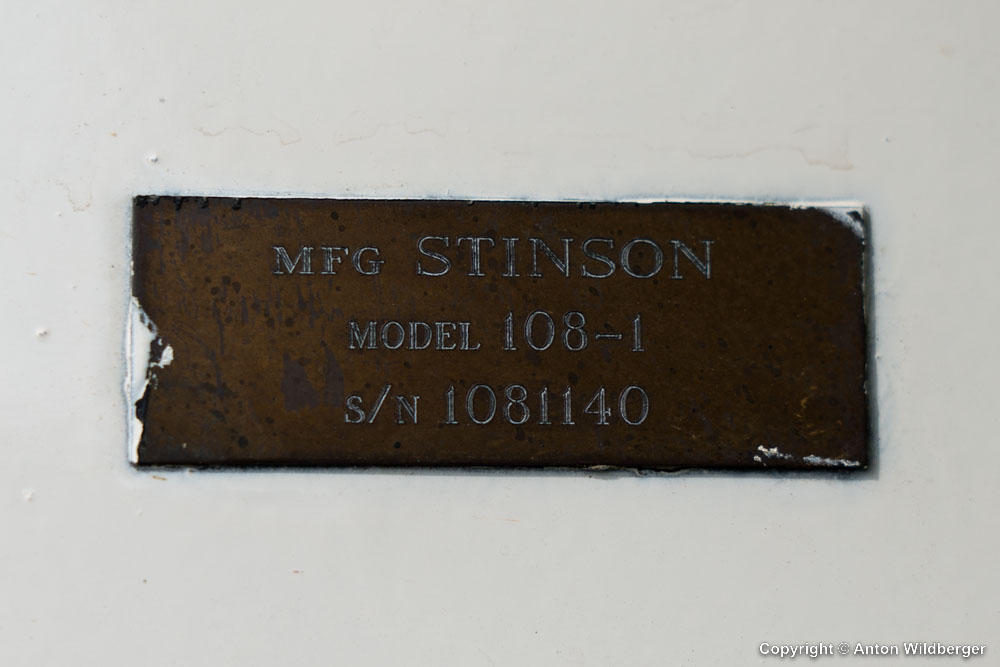 MFG STINSON
MODEL 108-1
S/N 1081140
Copyright © Anton Wildberger